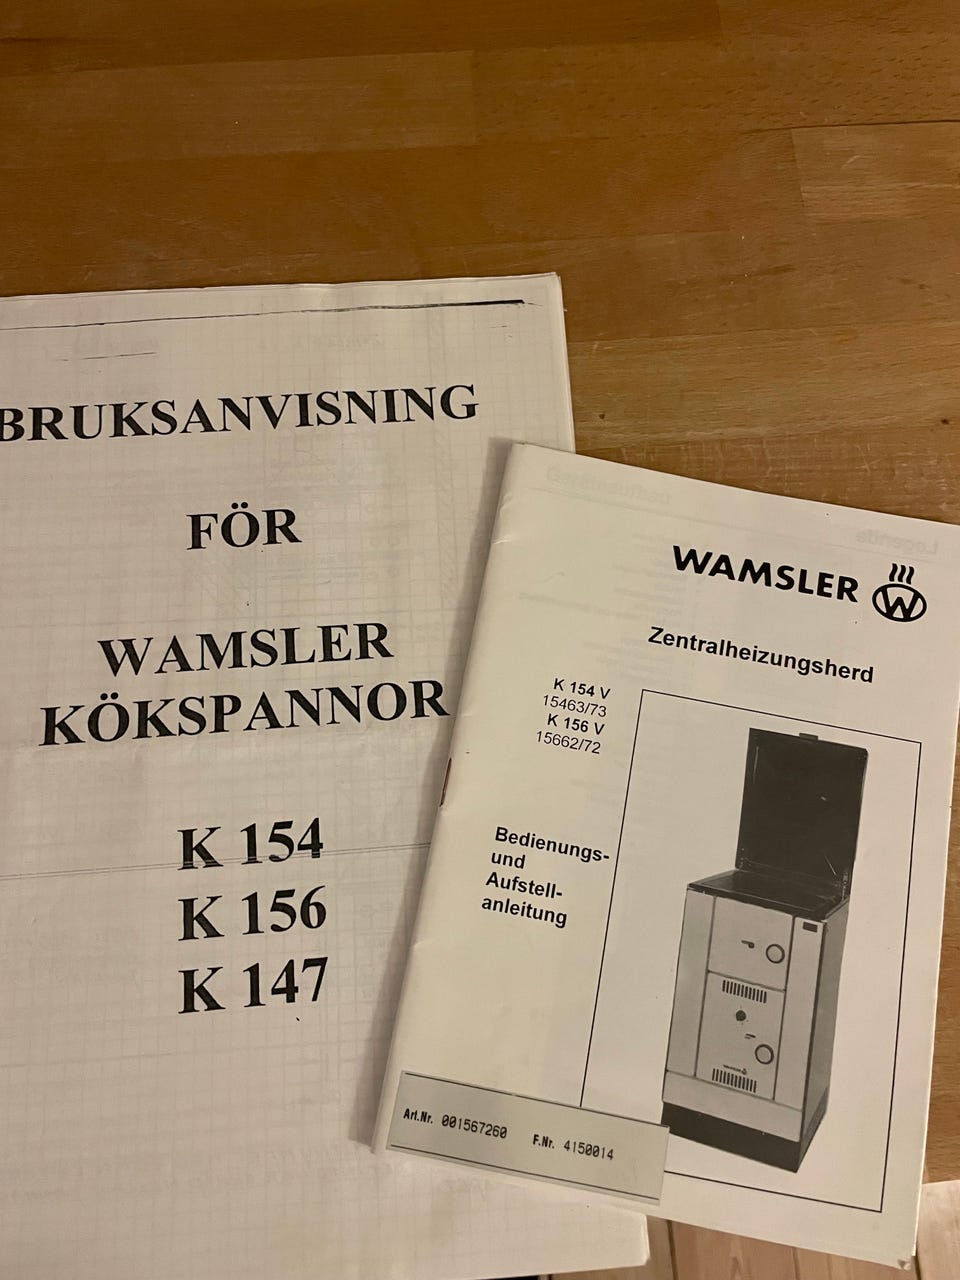 BRUKSANVISNING
FÖR
WAMSLER
KÖKSPANNOR
K 154
K 156
K 147
WAMSLER
W
Zentralheizungsherd
K 154 V
15463/73
K 156 V
15662/72
Bedienungs-
und
Aufstell-
anleitung
Art.Nr. 001567260 F.Nr. 4150014